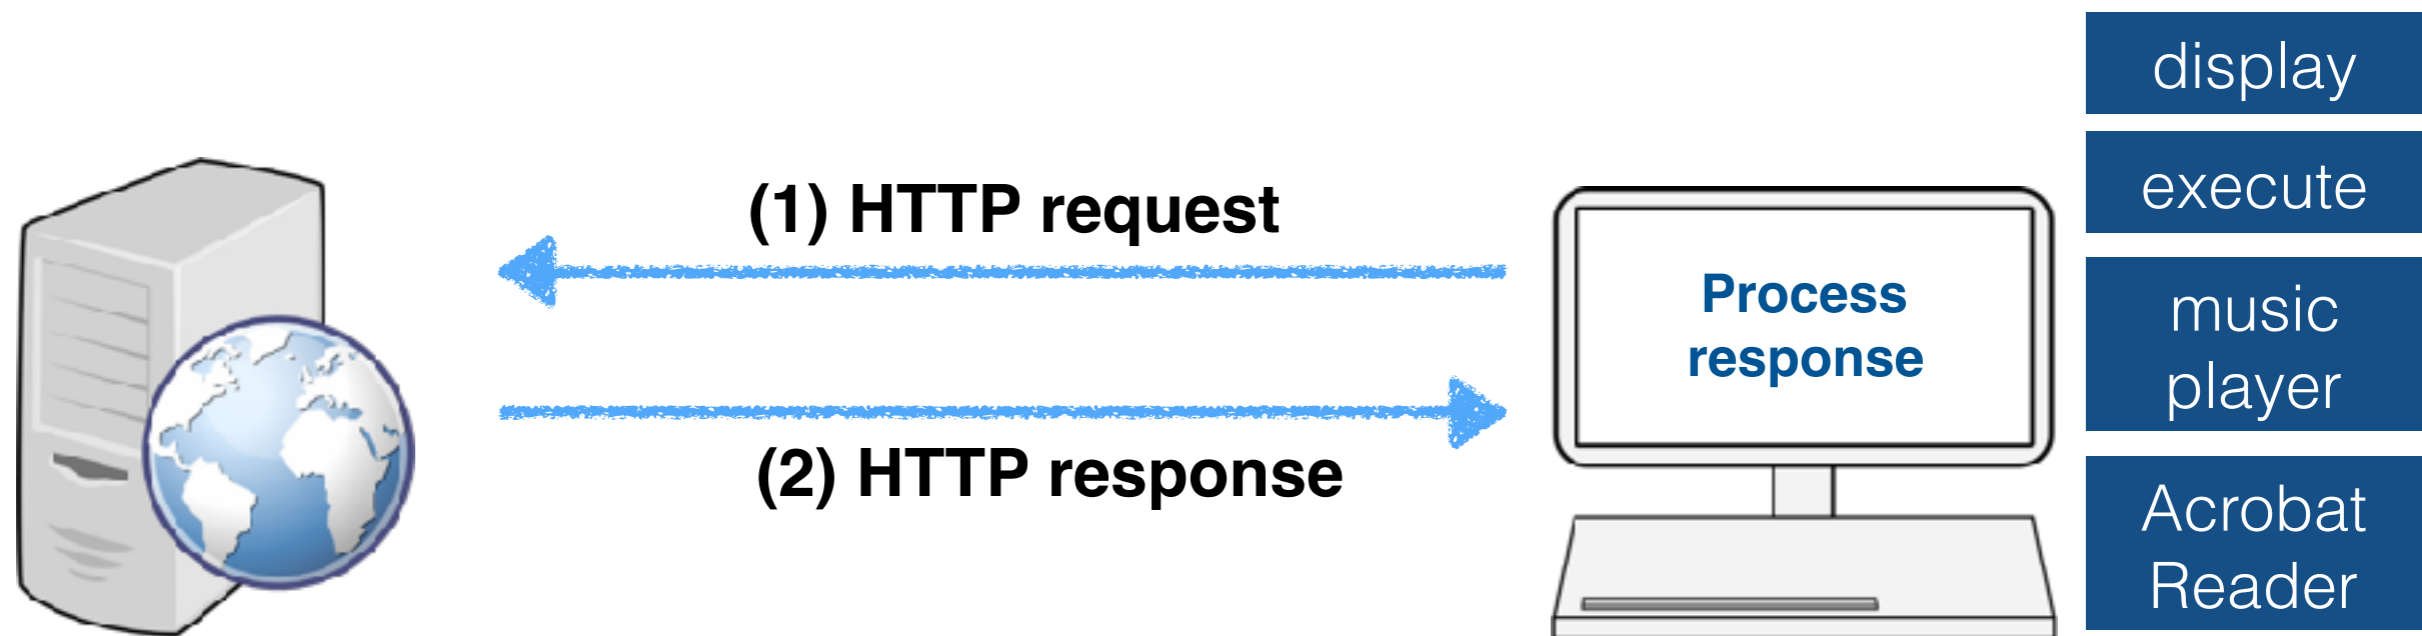 (1) HTTP request
(2) HTTP response
Process
response
display
execute
music
player
Acrobat
Reader